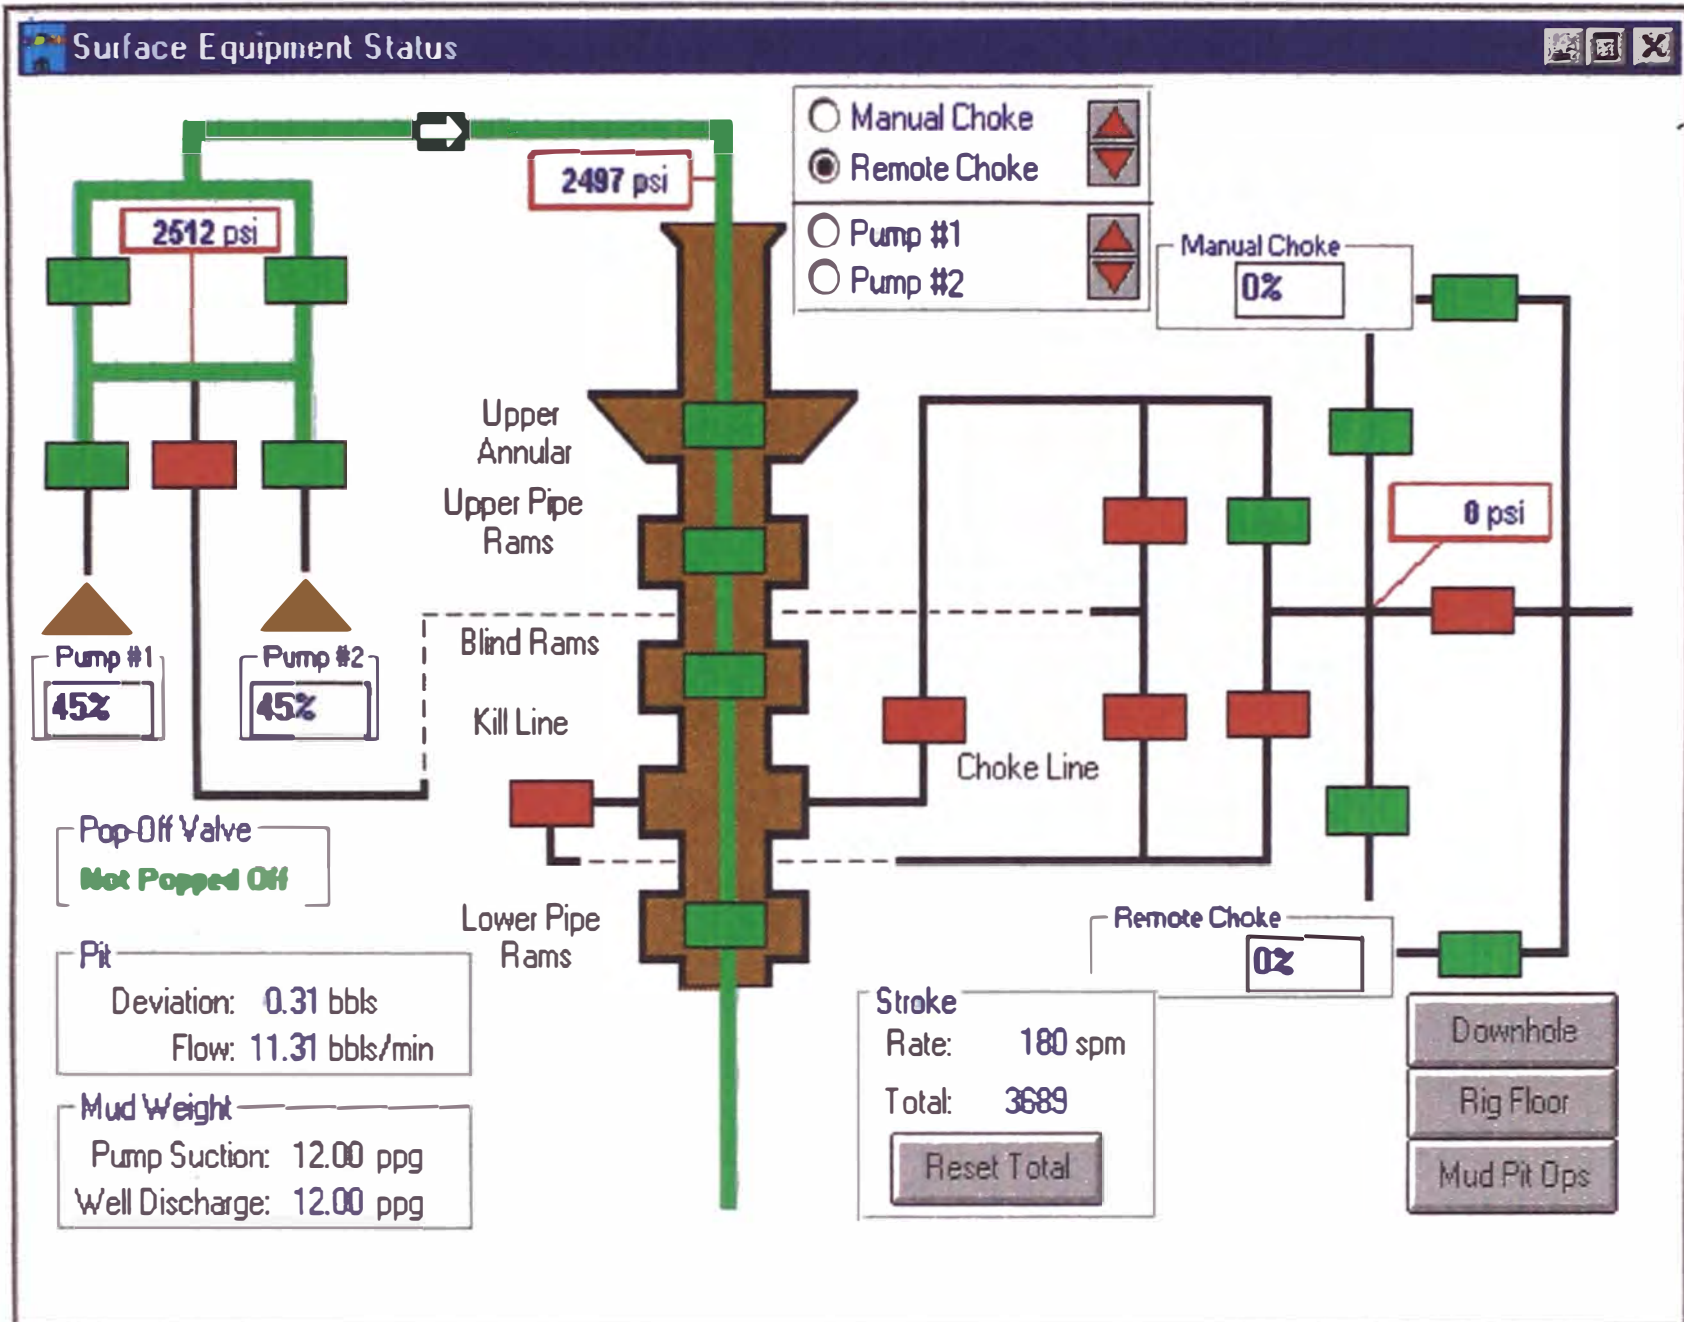 Surface Equipment Status
Manual Choke
Remote Choke
2497 psi
2512 psi
Pump #1
Pump #2
Manual Choke
0%
Upper
Annular
Upper Pipe
Rams
0 psi
Blind Rams
Pump #1
45%
Pump #2
45%
Kill Line
Choke Line
Pop-Off Valve
Not Popped Off
Lower Pipe
Rams
Remote Choke
0%
Pit
Deviation: 0.31 bbls
Flow: 11.31 bbls/min
Stroke
Rate: 180 spm
Total: 3689
Reset Total
Downhole
Rig Floor
Mud Pit Ops
Mud Weight
Pump Suction: 12.00 ppg
Well Discharge: 12.00 ppg